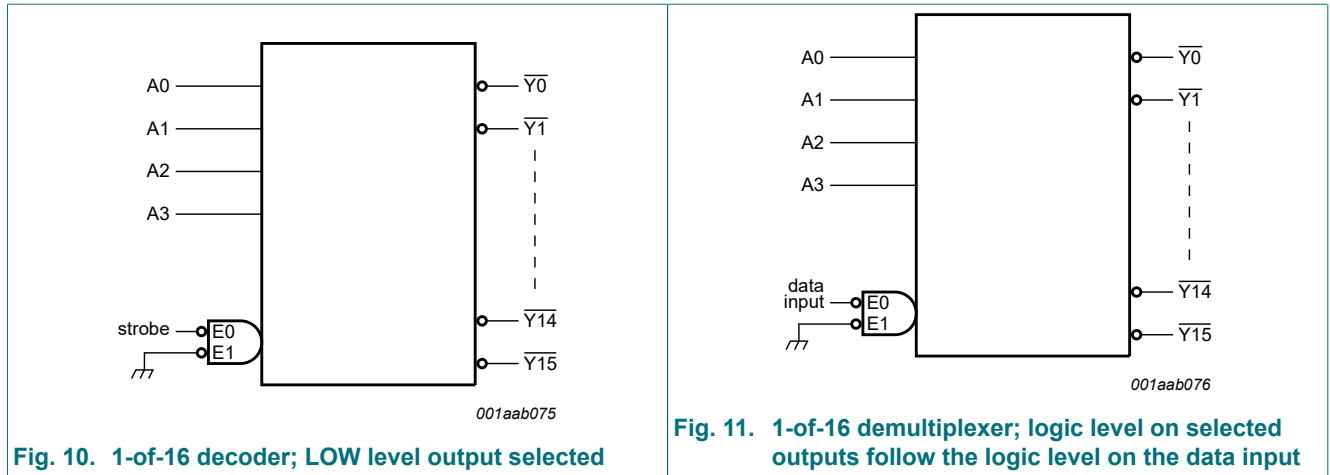 A0
A1
A2
A3
strobe
E0
E1
Y0
Y1
Y14
Y15
001aab075
Fig. 10. 1-of-16 decoder; LOW level output selected
A0
A1
A2
A3
data
input
E0
E1
Y0
Y1
Y14
Y15
001aab076
Fig. 11. 1-of-16 demultiplexer; logic level on selected
outputs follow the logic level on the data input